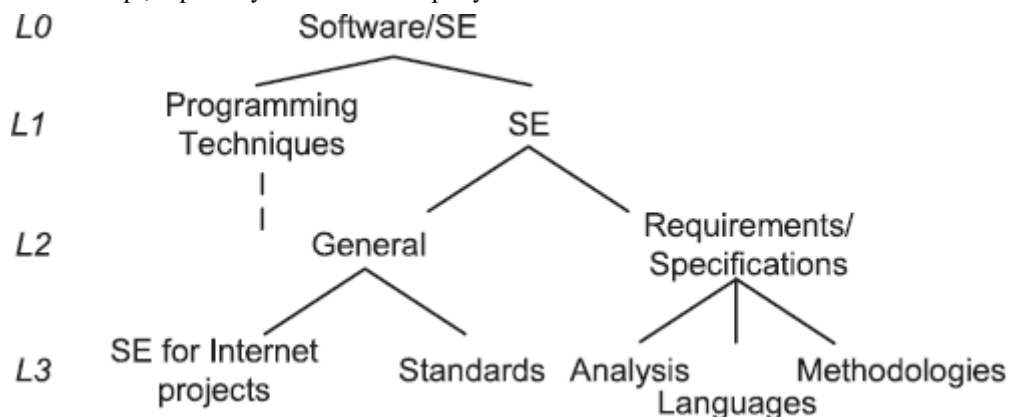 L0 Software/SE
Programming
Techniques
L1 SE
L2 General
Requirements/
Specifications
L3 SE for Internet
projects
Standards
Analysis
Languages
Methodologies